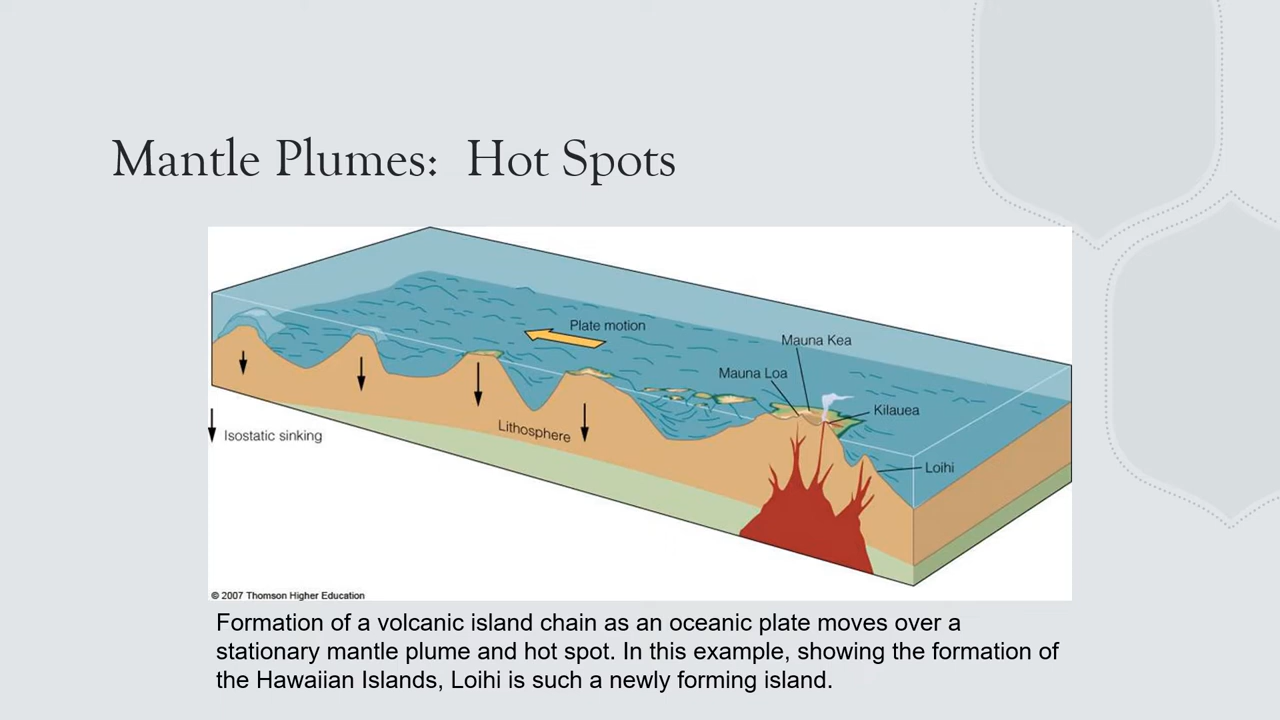 Mantle Plumes: Hot Spots
Plate motion
Mauna Kea
Mauna Loa
Kilauea
Isostatic sinking
Lithosphere
Loihi
© 2007 Thomson Higher Education
Formation of a volcanic island chain as an oceanic plate moves over a
stationary mantle plume and hot spot. In this example, showing the formation of
the Hawaiian Islands, Loihi is such a newly forming island.